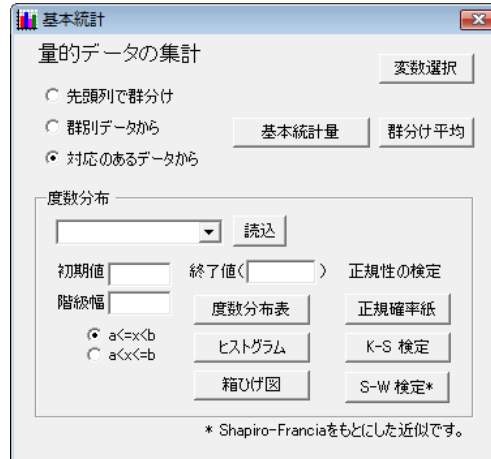 基本統計
量的データの集計
変数選択
先頭列で群分け
群別データから
基本統計量
群分け平均
対応のあるデータから
度数分布
読込
初期値
終了値( )
正規性の検定
階級幅
度数分布表
正規確率紙
a<=x<b
a<x<=b
ヒストグラム
K-S 検定
箱ひげ図
S-W 検定*
* Shapiro-Franciaをもとにした近似です。